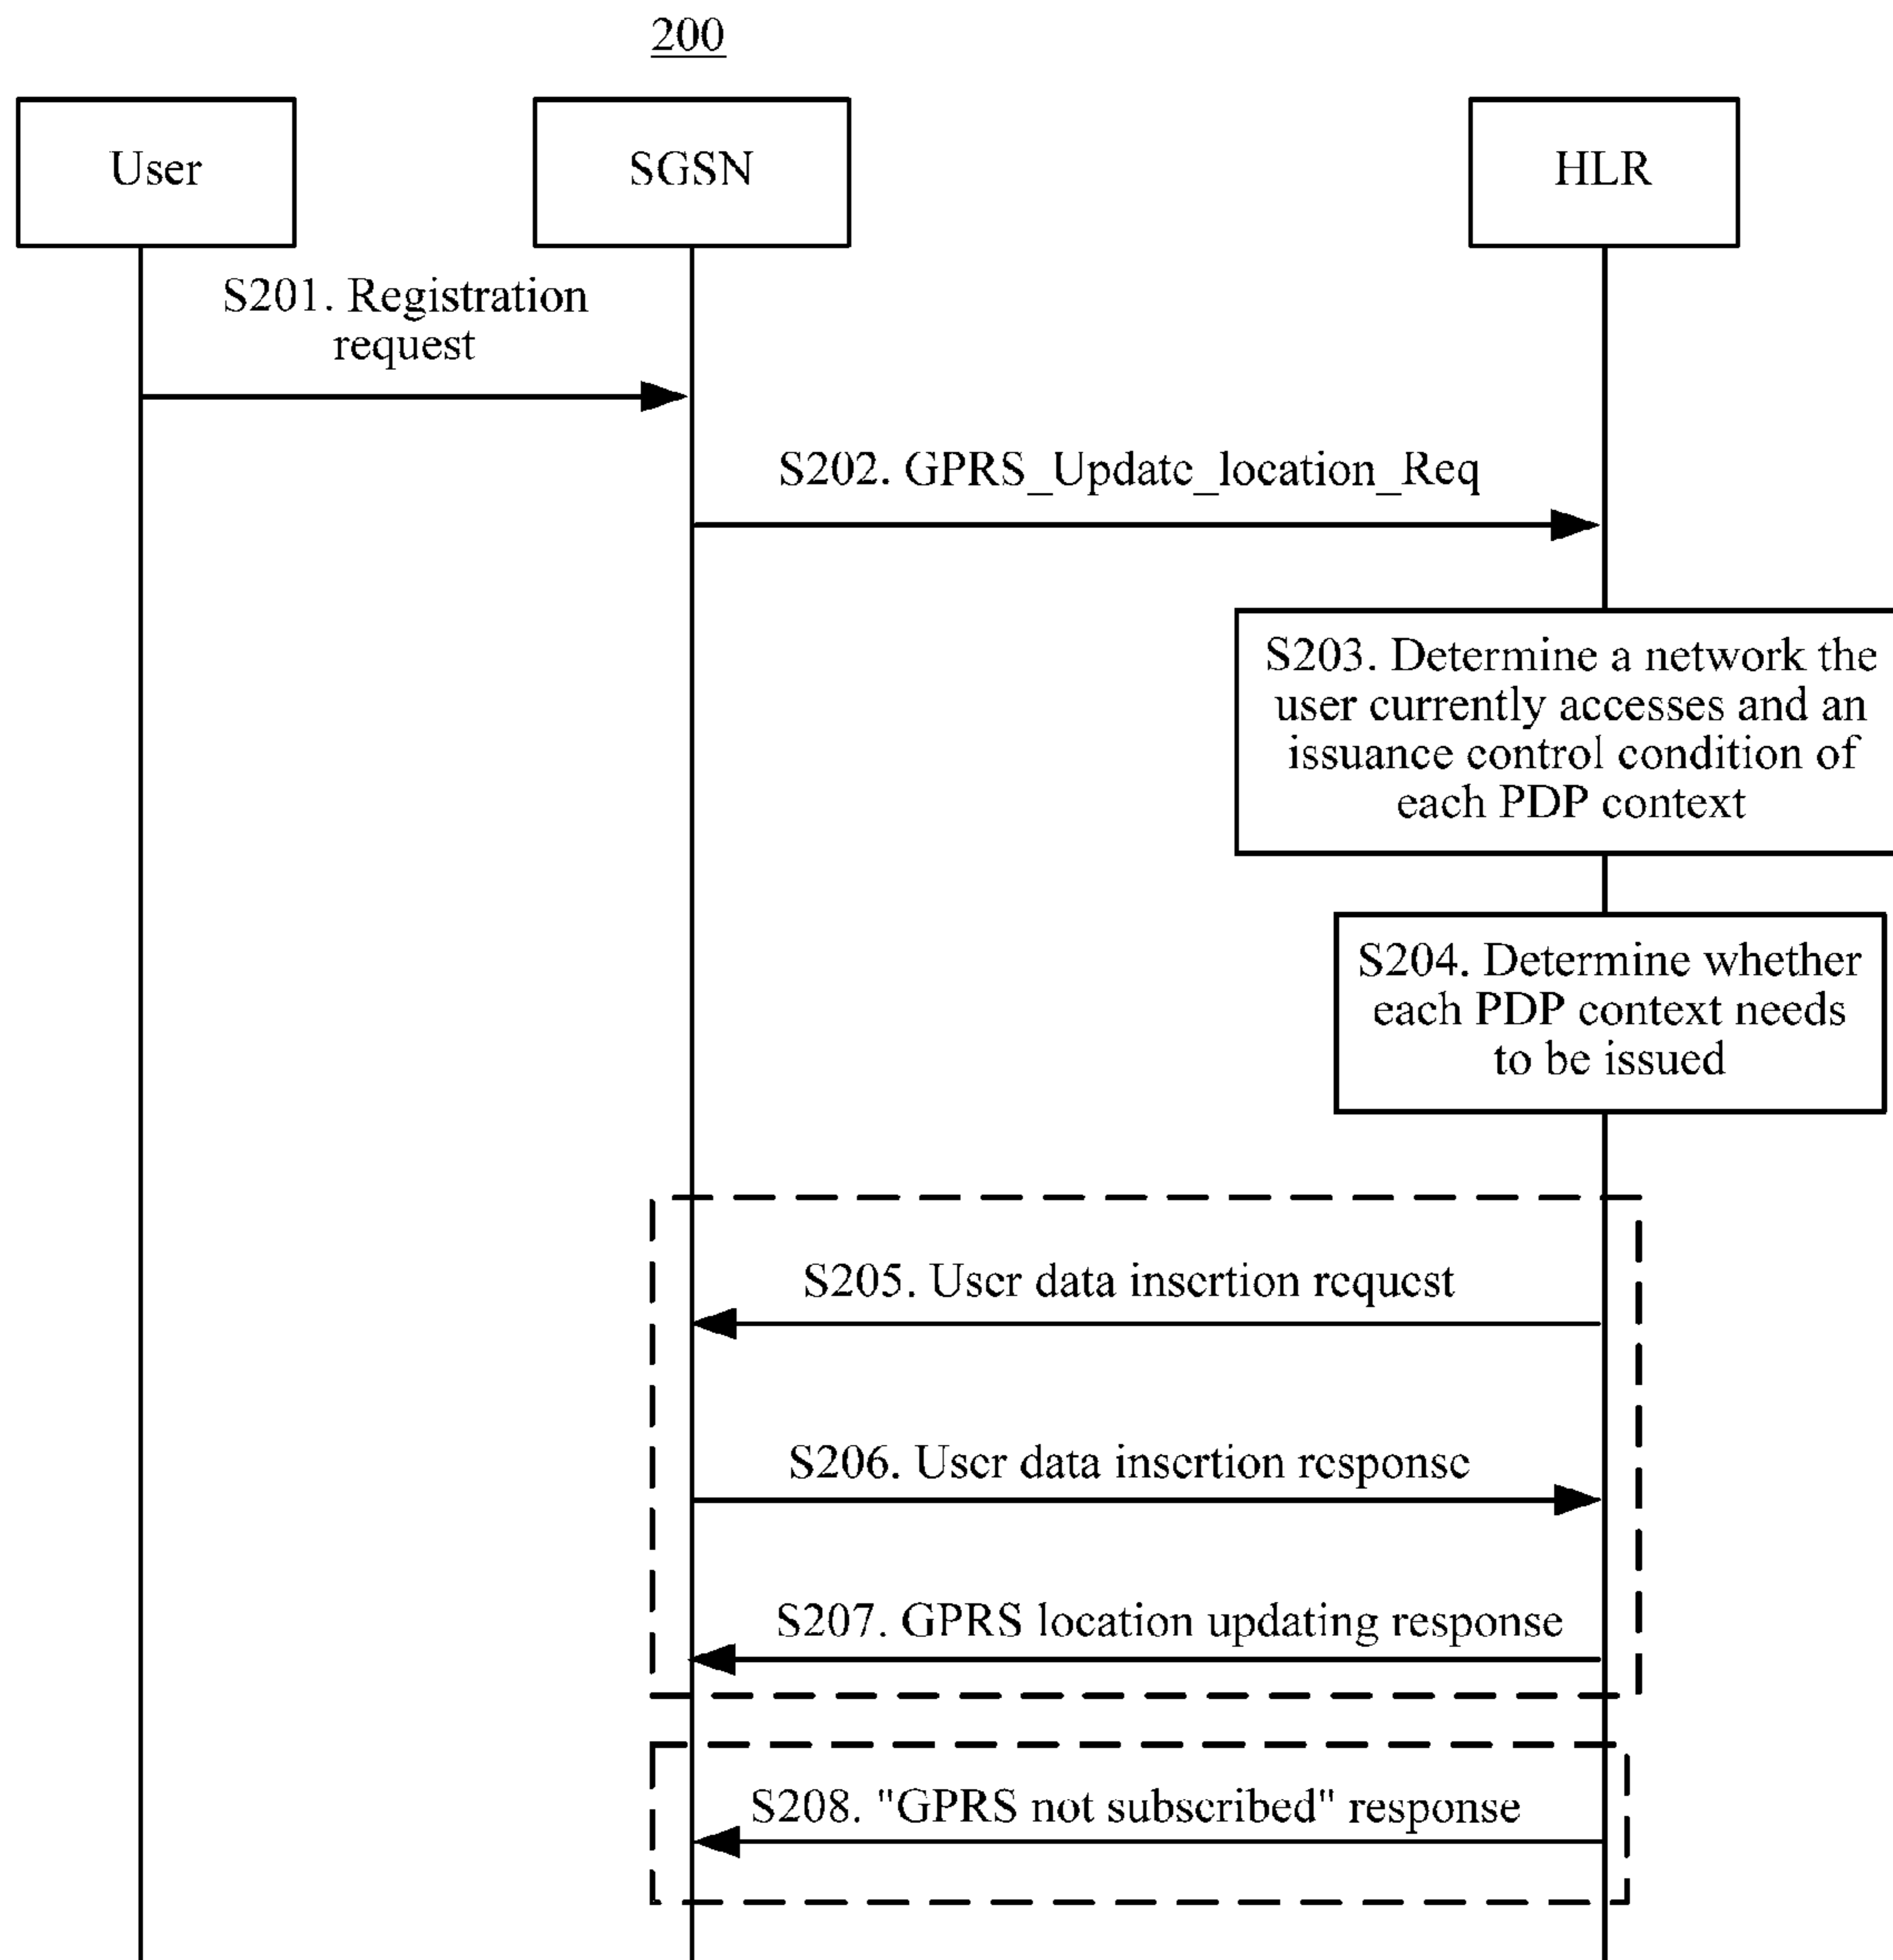 200
User
SGSN
HLR
S201. Registration
request
S202. GPRS_Update_location_Req
S203. Determine a network the
user currently accesses and an
issuance control condition of
each PDP context
S204. Determine whether
each PDP context needs
to be issued
S205. User data insertion request
S206. User data insertion response
S207. GPRS location updating response
S208. "GPRS not subscribed" response